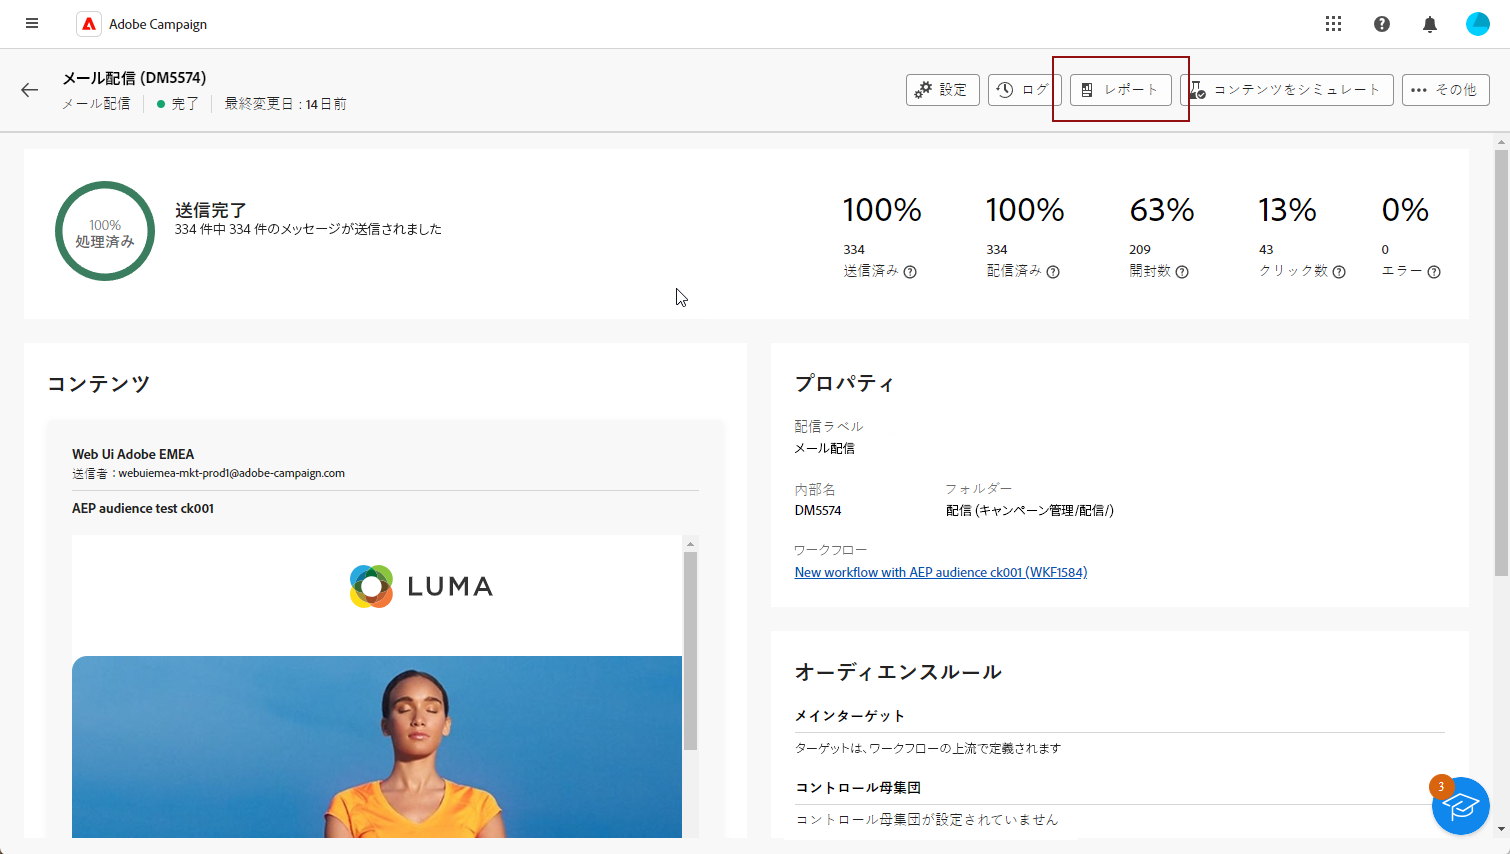 Adobe Campaign
メール配信 (DM5574)
メール配信 完了 最終変更日 : 14日前
設定 ログ レポート コンテンツをシミュレート その他
100%
処理済み
送信完了
334 件中 334 件のメッセージが送信されました
100% 100% 63% 13% 0%
334 334 209 43 0
送信済み 配信済み 開封数 クリック数 エラー
コンテンツ
Web Ui Adobe EMEA
送信者 : webuiemea-mkt-prod1@adobe-campaign.com
AEP audience test ck001
LUMA
プロパティ
配信ラベル
メール配信
内部名 フォルダー
DM5574 配信 (キャンペーン管理/配信/)
ワークフロー
New workflow with AEP audience ck001 (WKF1584)
オーディエンスルール
メインターゲット
ターゲットは、ワークフローの上流で定義されます
コントロール母集団
コントロール母集団が設定されていません
3